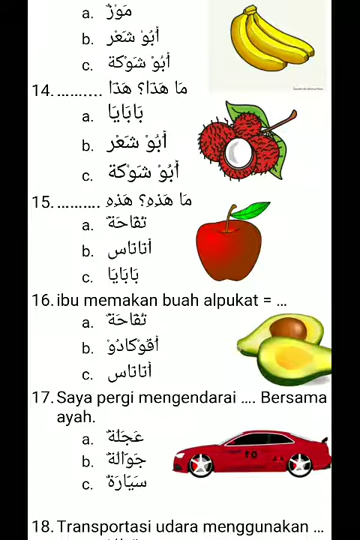 a. مَوْزٌ
b. أَبُوْ شَعْر
c. أَبُوْ شَوْكَة
14. مَا هَذَا؟ هَذَا ..........
a. بَابَايَا
b. أَبُوْ شَعْر
c. أَبُوْ شَوْكَة
15. مَا هَذِهِ؟ هَذِهِ ..........
a. تُفَّاحَةٌ
b. أَنَانَاس
c. بَابَايَا
16. ibu memakan buah alpukat = ...
a. تُفَّاحَةٌ
b. أَفْوُكَادُوْ
c. أَنَانَاس
17. Saya pergi mengendarai .... Bersama
ayah.
a. عَجَلَةٌ
b. جَوَّالَةٌ
c. سَيَّارَةٌ
18. Transportasi udara menggunakan ...